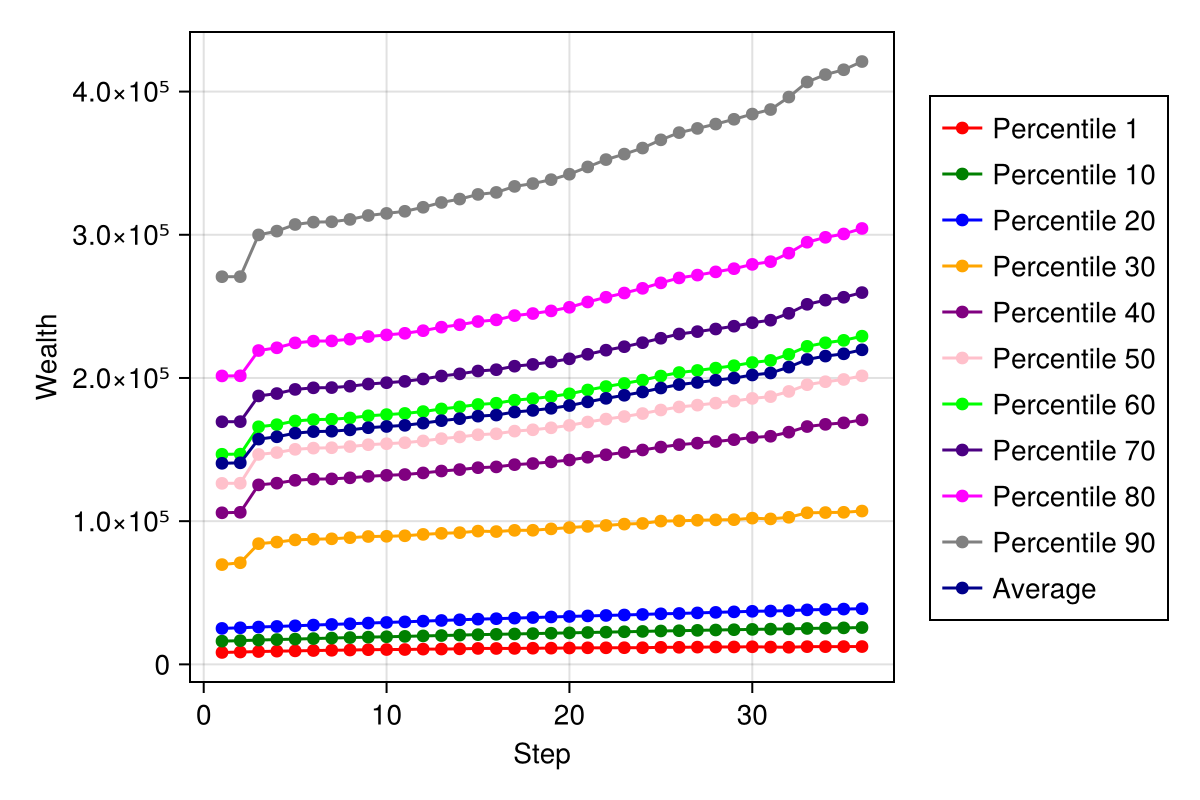 4.0×10⁵
3.0×10⁵
2.0×10⁵
1.0×10⁵
0
0 10 20 30
Wealth
Step
Percentile 1
Percentile 10
Percentile 20
Percentile 30
Percentile 40
Percentile 50
Percentile 60
Percentile 70
Percentile 80
Percentile 90
Average